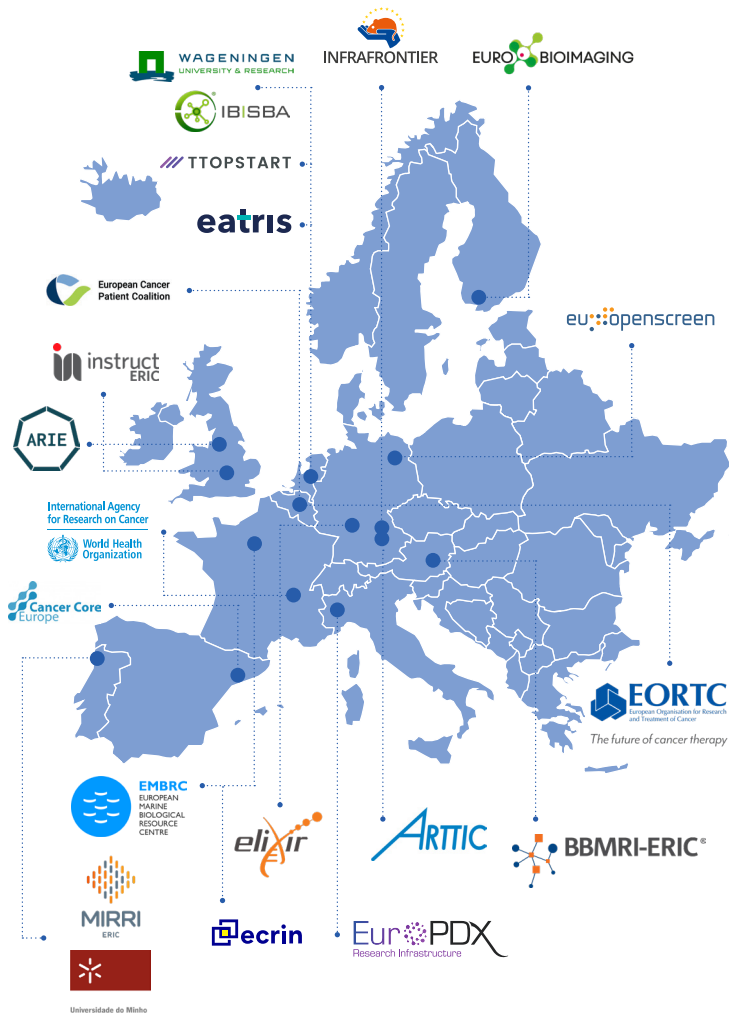 WAGENINGEN
UNIVERSITY & RESEARCH
INFRAFRONTIER
EURO BIOIMAGING
IBISBA
TTOPSTART
eatris
European Cancer
Patient Coalition
eu openscreen
instruct
ERIC
ARIE
International Agency
for Research on Cancer
World Health
Organization
Cancer Core
Europe
EORTC
European Organisation for Research
and Treatment of Cancer
The future of cancer therapy
EMBRC
EUROPEAN
MARINE
BIOLOGICAL
RESOURCE
CENTRE
elixir
ARTTIC
BBMRI-ERIC®
MIRRI
ERIC
ecrin
EurOPDX
Research Infrastructure
Universidade do Minho